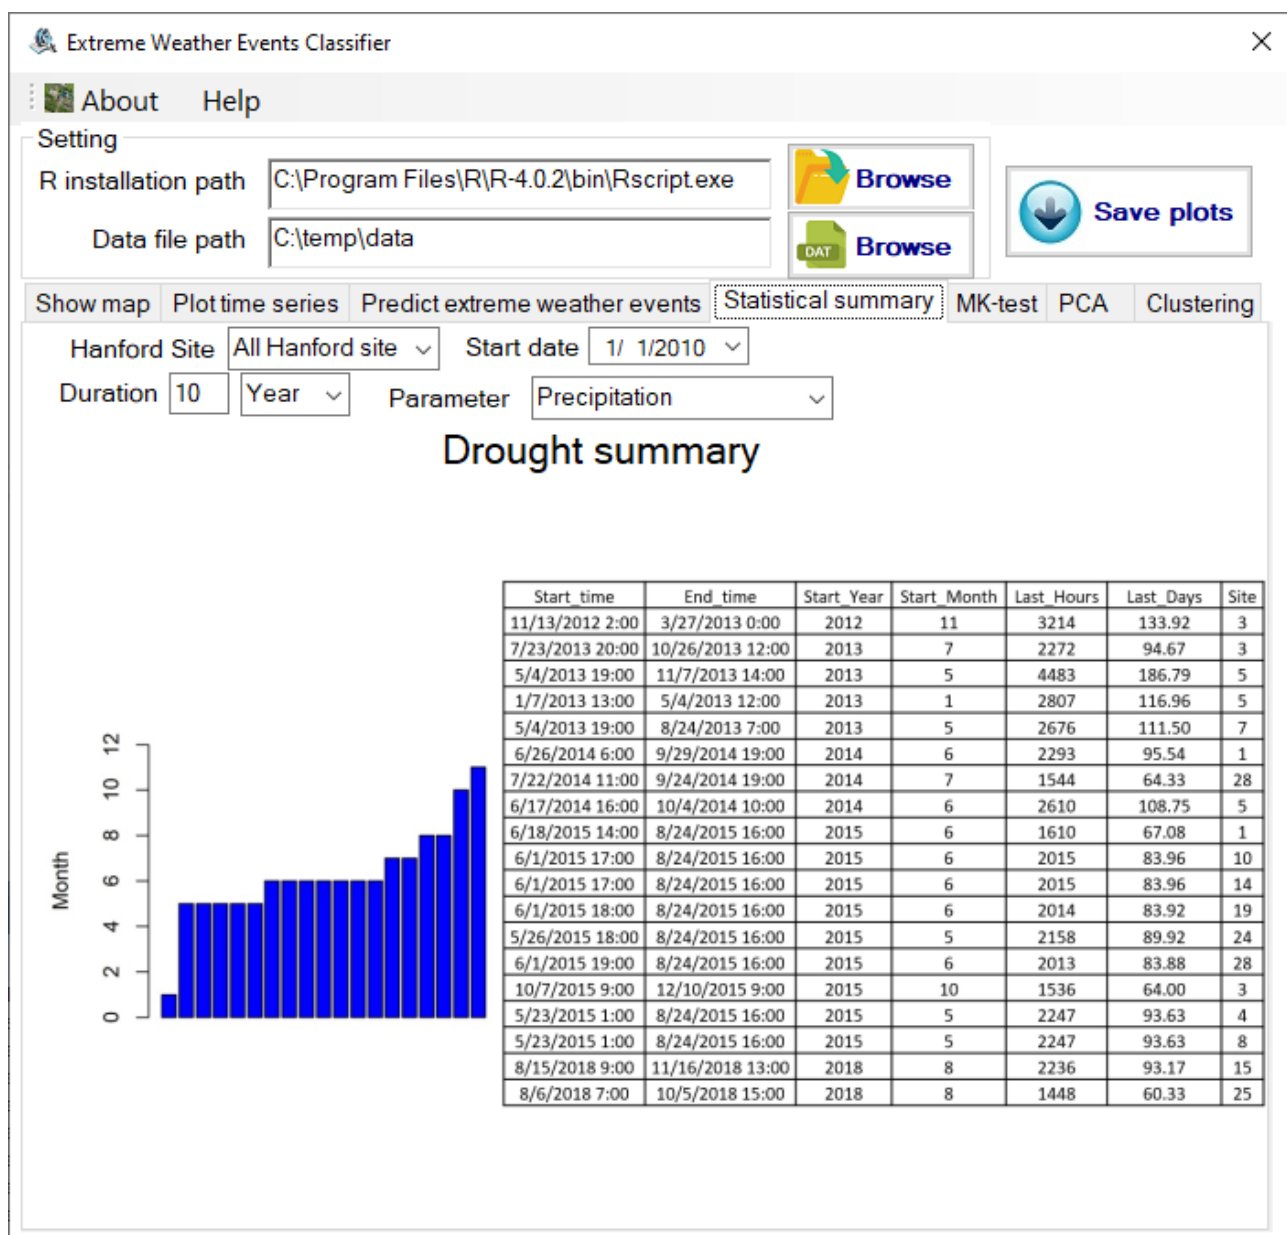 Extreme Weather Events Classifier
About Help
Setting
R installation path C:\Program Files\R\R-4.0.2\bin\Rscript.exe Browse
Save plots
Data file path C:\temp\data DAT Browse
Show map Plot time series Predict extreme weather events Statistical summary MK-test PCA Clustering
Hanford Site All Hanford site Start date 1/ 1/2010
Duration 10 Year Parameter Precipitation
Drought summary
Month
0 2 4 6 8 10 12
Start_time End_time Start_Year Start_Month Last_Hours Last_Days Site
11/13/2012 2:00 3/27/2013 0:00 2012 11 3214 133.92 3
7/23/2013 20:00 10/26/2013 12:00 2013 7 2272 94.67 3
5/4/2013 19:00 11/7/2013 14:00 2013 5 4483 186.79 5
1/7/2013 13:00 5/4/2013 12:00 2013 1 2807 116.96 5
5/4/2013 19:00 8/24/2013 7:00 2013 5 2676 111.50 7
6/26/2014 6:00 9/29/2014 19:00 2014 6 2293 95.54 1
7/22/2014 11:00 9/24/2014 19:00 2014 7 1544 64.33 28
6/17/2014 16:00 10/4/2014 10:00 2014 6 2610 108.75 5
6/18/2015 14:00 8/24/2015 16:00 2015 6 1610 67.08 1
6/1/2015 17:00 8/24/2015 16:00 2015 6 2015 83.96 10
6/1/2015 17:00 8/24/2015 16:00 2015 6 2015 83.96 14
6/1/2015 18:00 8/24/2015 16:00 2015 6 2014 83.92 19
5/26/2015 18:00 8/24/2015 16:00 2015 5 2158 89.92 24
6/1/2015 19:00 8/24/2015 16:00 2015 6 2013 83.88 28
10/7/2015 9:00 12/10/2015 9:00 2015 10 1536 64.00 3
5/23/2015 1:00 8/24/2015 16:00 2015 5 2247 93.63 4
5/23/2015 1:00 8/24/2015 16:00 2015 5 2247 93.63 8
8/15/2018 9:00 11/16/2018 13:00 2018 8 2236 93.17 15
8/6/2018 7:00 10/5/2018 15:00 2018 8 1448 60.33 25